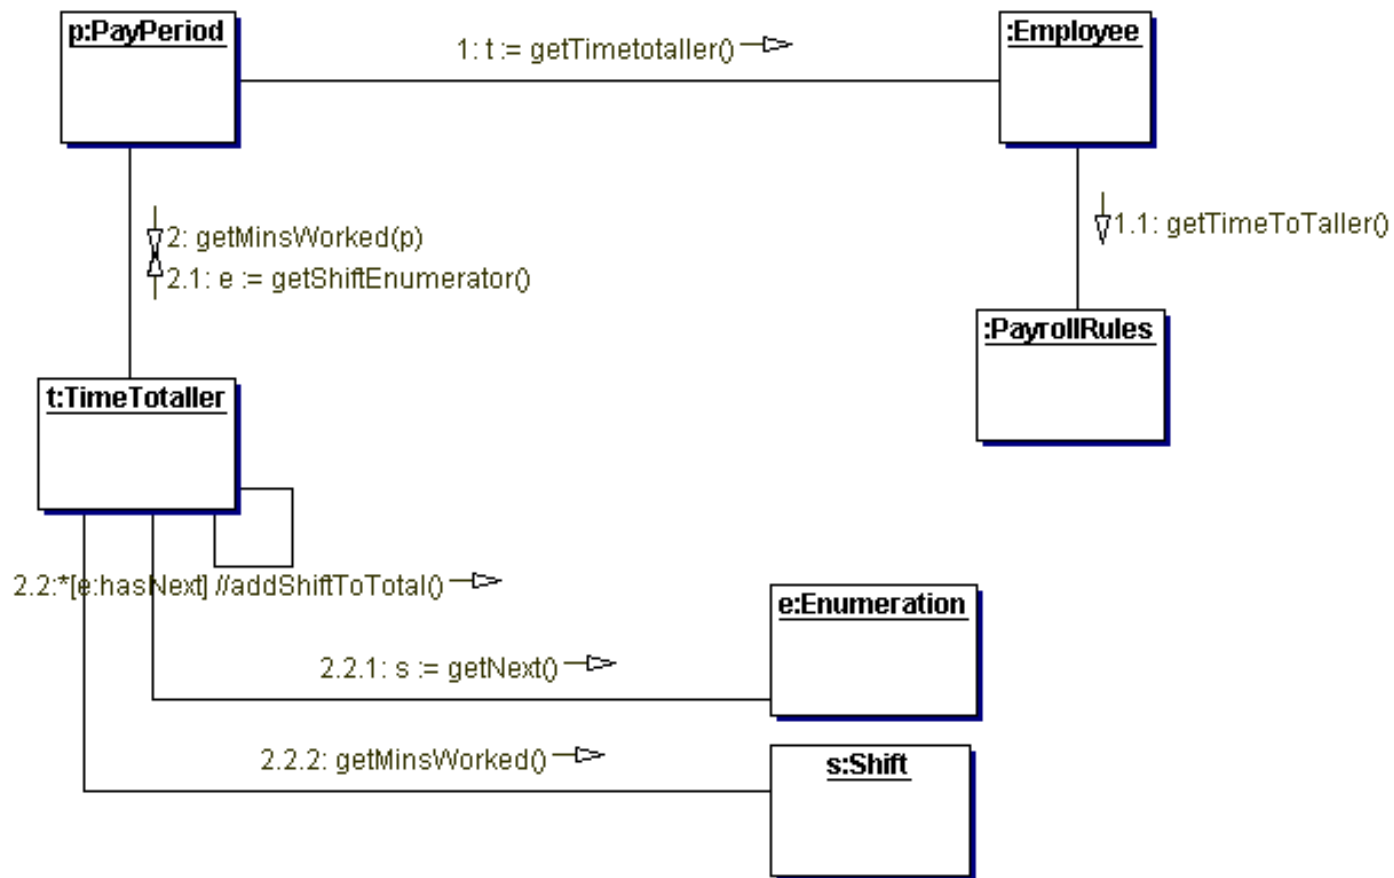 p:PayPeriod
1: t := getTimetotaller()
:Employee
2: getMinsWorked(p)
2.1: e := getShiftEnumerator()
1.1: getTimeToTaller()
:PayrollRules
t:TimeTotaller
2.2:*[e:hasNext] //addShiftToTotal()
e:Enumeration
2.2.1: s := getNext()
2.2.2: getMinsWorked()
s:Shift